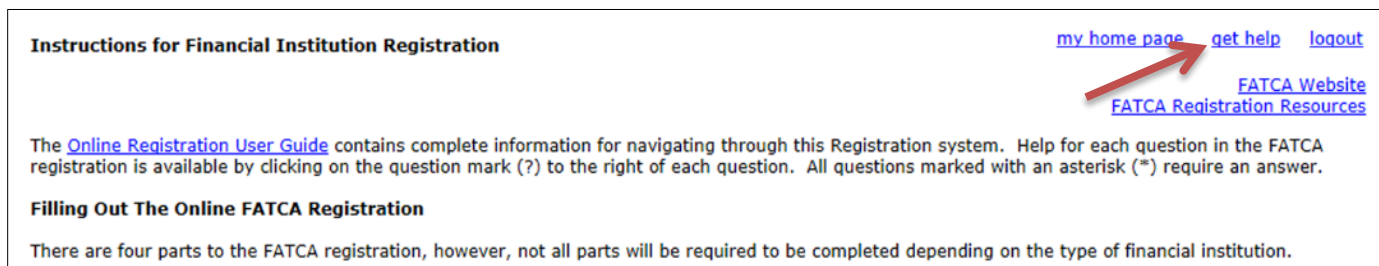 Instructions for Financial Institution Registration
my home page get help logout
FATCA Website
FATCA Registration Resources
The Online Registration User Guide contains complete information for navigating through this Registration system. Help for each question in the FATCA
registration is available by clicking on the question mark (?) to the right of each question. All questions marked with an asterisk (*) require an answer.
Filling Out The Online FATCA Registration
There are four parts to the FATCA registration, however, not all parts will be required to be completed depending on the type of financial institution.